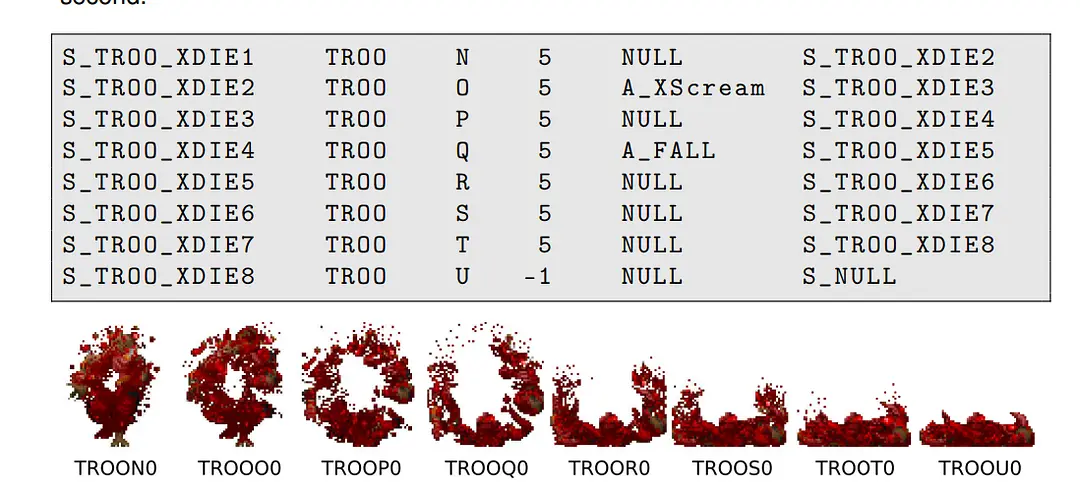 second.
S_TROO_XDIE1 TROO N 5 NULL S_TROO_XDIE2
S_TROO_XDIE2 TROO O 5 A_XScream S_TROO_XDIE3
S_TROO_XDIE3 TROO P 5 NULL S_TROO_XDIE4
S_TROO_XDIE4 TROO Q 5 A_FALL S_TROO_XDIE5
S_TROO_XDIE5 TROO R 5 NULL S_TROO_XDIE6
S_TROO_XDIE6 TROO S 5 NULL S_TROO_XDIE7
S_TROO_XDIE7 TROO T 5 NULL S_TROO_XDIE8
S_TROO_XDIE8 TROO U -1 NULL S_NULL
TROON0 TROOO0 TROOP0 TROOQ0 TROOR0 TROOS0 TROOT0 TROOU0